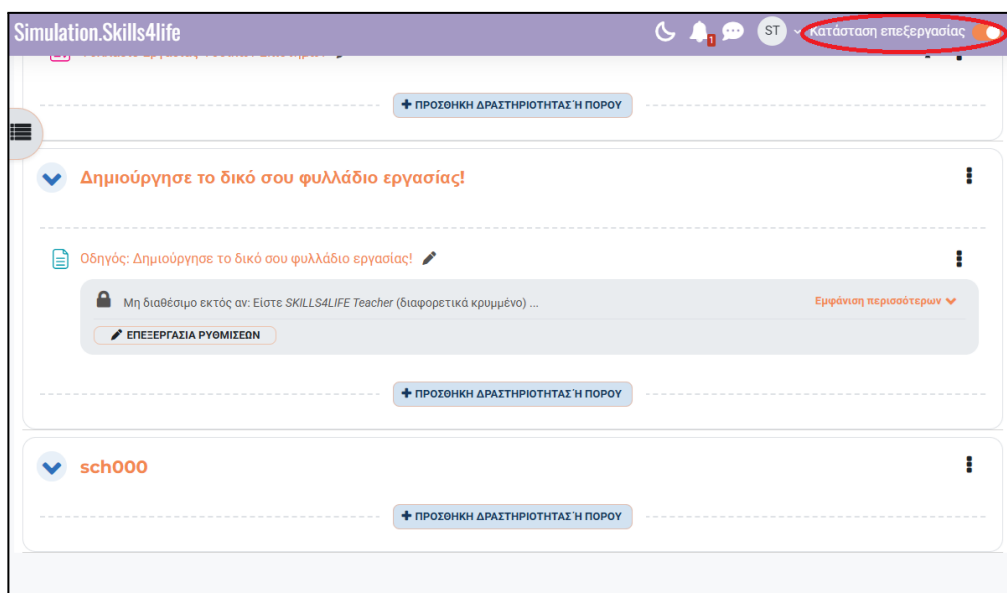 Simulation.Skills4life
1
ST
Κατάσταση επεξεργασίας
+ ΠΡΟΣΘΗΚΗ ΔΡΑΣΤΗΡΙΟΤΗΤΑΣ Ή ΠΟΡΟΥ
Δημιούργησε το δικό σου φυλλάδιο εργασίας!
Οδηγός: Δημιούργησε το δικό σου φυλλάδιο εργασίας!
Μη διαθέσιμο εκτός αν: Είστε SKILLS4LIFE Teacher (διαφορετικά κρυμμένο) ...
Εμφάνιση περισσότερων
ΕΠΕΞΕΡΓΑΣΙΑ ΡΥΘΜΙΣΕΩΝ
+ ΠΡΟΣΘΗΚΗ ΔΡΑΣΤΗΡΙΟΤΗΤΑΣ Ή ΠΟΡΟΥ
sch000
+ ΠΡΟΣΘΗΚΗ ΔΡΑΣΤΗΡΙΟΤΗΤΑΣ Ή ΠΟΡΟΥ